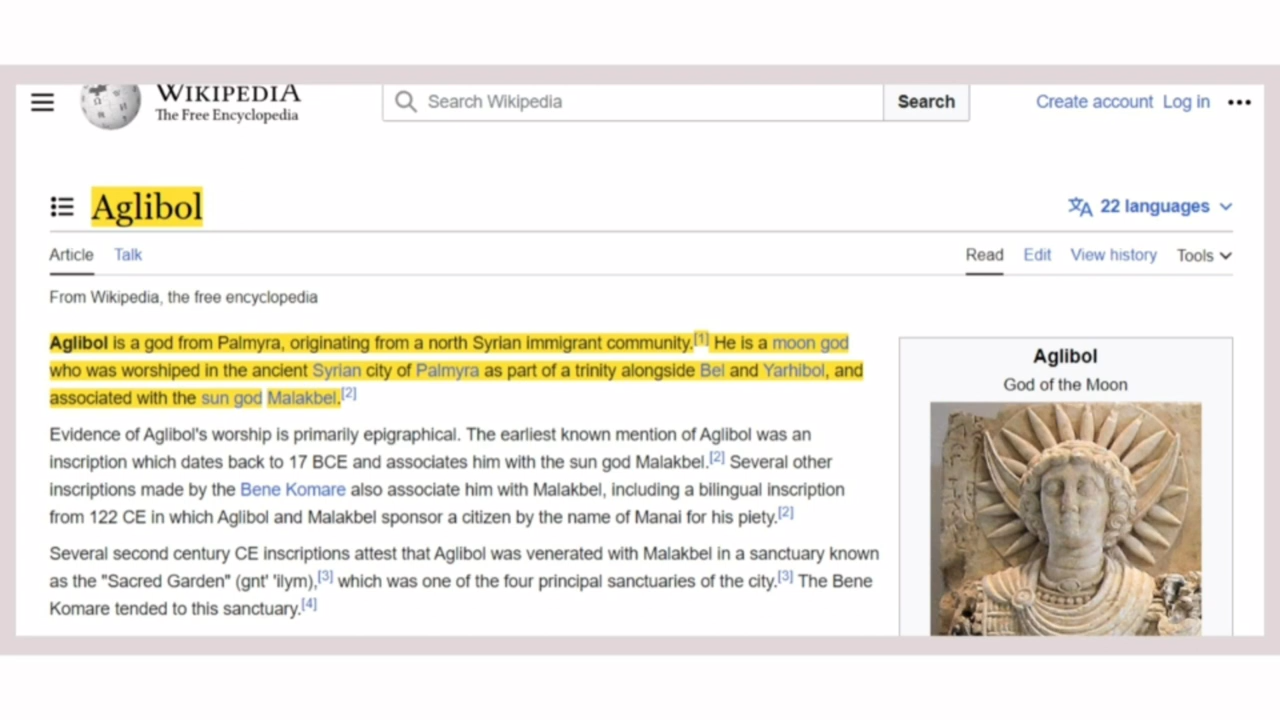 WIKIPEDIA
The Free Encyclopedia
Search Wikipedia
Search
Create account Log in
Aglibol
22 languages
Article Talk
Read Edit View history Tools
From Wikipedia, the free encyclopedia
Aglibol is a god from Palmyra, originating from a north Syrian immigrant community.[1] He is a moon god
who was worshiped in the ancient Syrian city of Palmyra as part of a trinity alongside Bel and Yarhibol, and
associated with the sun god Malakbel.[2]
Evidence of Aglibol's worship is primarily epigraphical. The earliest known mention of Aglibol was an
inscription which dates back to 17 BCE and associates him with the sun god Malakbel.[2] Several other
inscriptions made by the Bene Komare also associate him with Malakbel, including a bilingual inscription
from 122 CE in which Aglibol and Malakbel sponsor a citizen by the name of Manai for his piety.[2]
Several second century CE inscriptions attest that Aglibol was venerated with Malakbel in a sanctuary known
as the "Sacred Garden" (gnt' 'ilym),[3] which was one of the four principal sanctuaries of the city.[3] The Bene
Komare tended to this sanctuary.[4]
Aglibol
God of the Moon